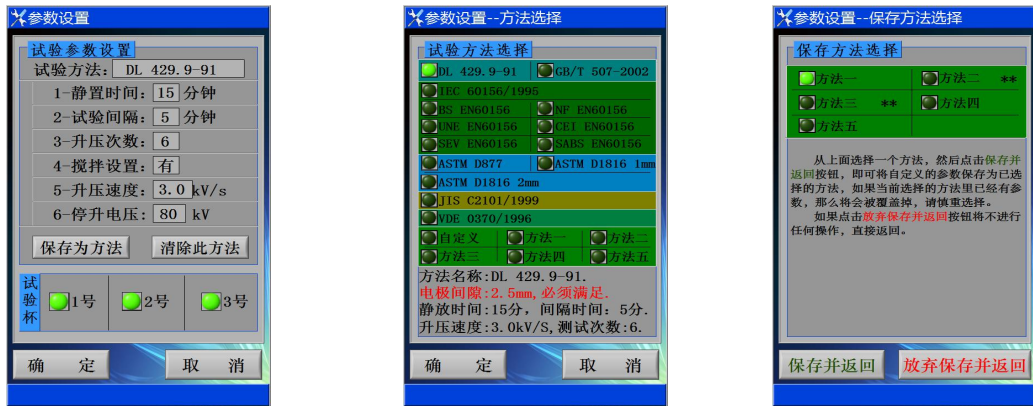 参数设置
试验参数设置
试验方法: DL 429.9-91
1-静置时间: 15 分钟
2-试验间隔: 5 分钟
3-升压次数: 6
4-搅拌设置: 有
5-升压速度: 3.0 kV/s
6-停升电压: 80 kV
保存为方法 清除此方法
试验杯
1号 2号 3号
确 定 取 消
参数设置--方法选择
试验方法选择
DL 429.9-91 GB/T 507-2002
IEC 60156/1995
BS EN60156 NF EN60156
UNE EN60156 CEI EN60156
SEV EN60156 SABS EN60156
ASTM D877 ASTM D1816 1mm
ASTM D1816 2mm
JIS C2101/1999
VDE 0370/1996
自定义 方法一 方法二
方法三 方法四 方法五
方法名称:DL 429.9-91.
电极间隙:2.5mm,必须满足.
静放时间:15分, 间隔时间: 5分.
升压速度:3.0kV/S,测试次数:6.
确 定 取 消
参数设置--保存方法选择
保存方法选择
方法一 方法二 **
方法三 ** 方法四
方法五
从上面选择一个方法, 然后点击保存并
返回按钮, 即可将自定义的参数保存为已选
择的方法, 如果当前选择的方法里已经有参
数, 那么将会被覆盖掉, 请慎重选择。
如果点击放弃保存并返回按钮将不进行
任何操作, 直接返回。
保存并返回 放弃保存并返回